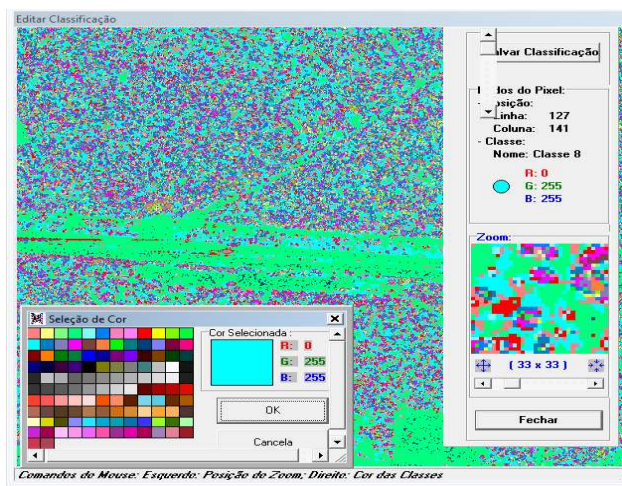 Editar Classificação
alvar Classificação
dos do Pixel:
sição:
Linha: 127
Coluna: 141
- Classe:
Nome: Classe 8
R: 0
G: 255
B: 255
Zoom:
( 33 x 33 )
Fechar
Seleção de Cor
Cor Selecionada :
R: 0
G: 255
B: 255
OK
Cancela
Comandos do Mouse: Esquerdo: Posição do Zoom; Direito: Cor das Classes